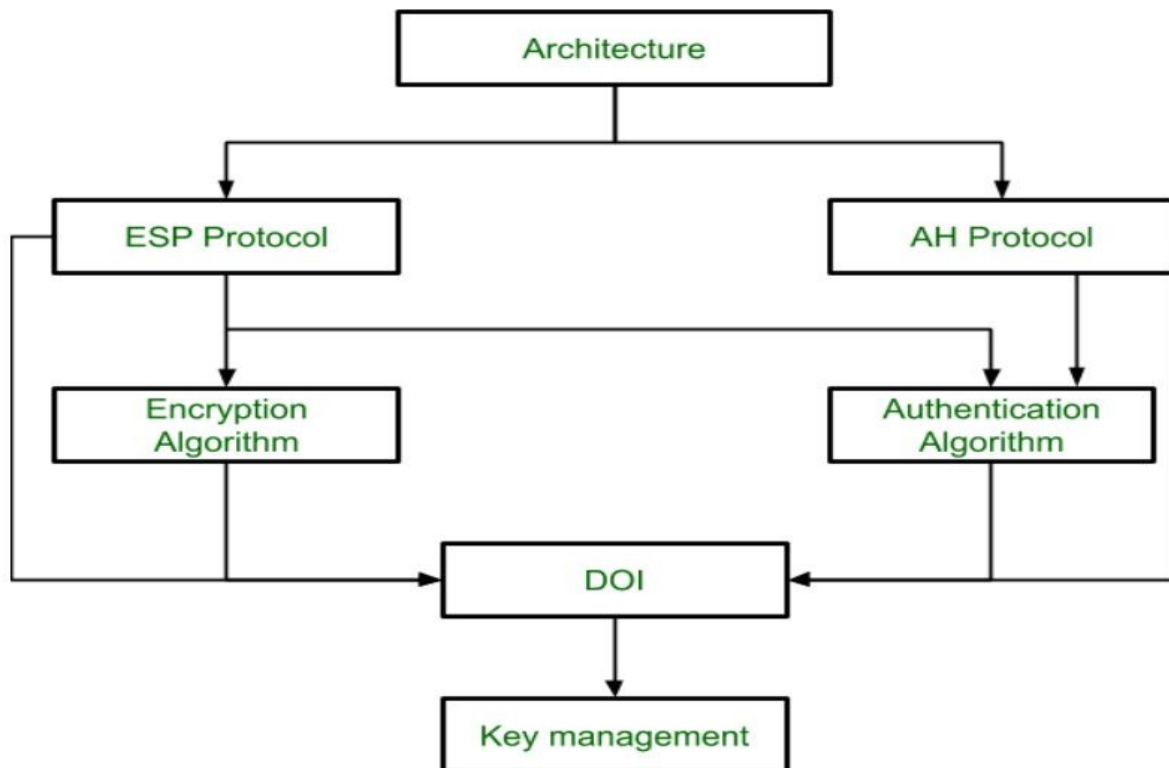 Architecture
ESP Protocol
AH Protocol
Encryption
Algorithm
Authentication
Algorithm
DOI
Key management